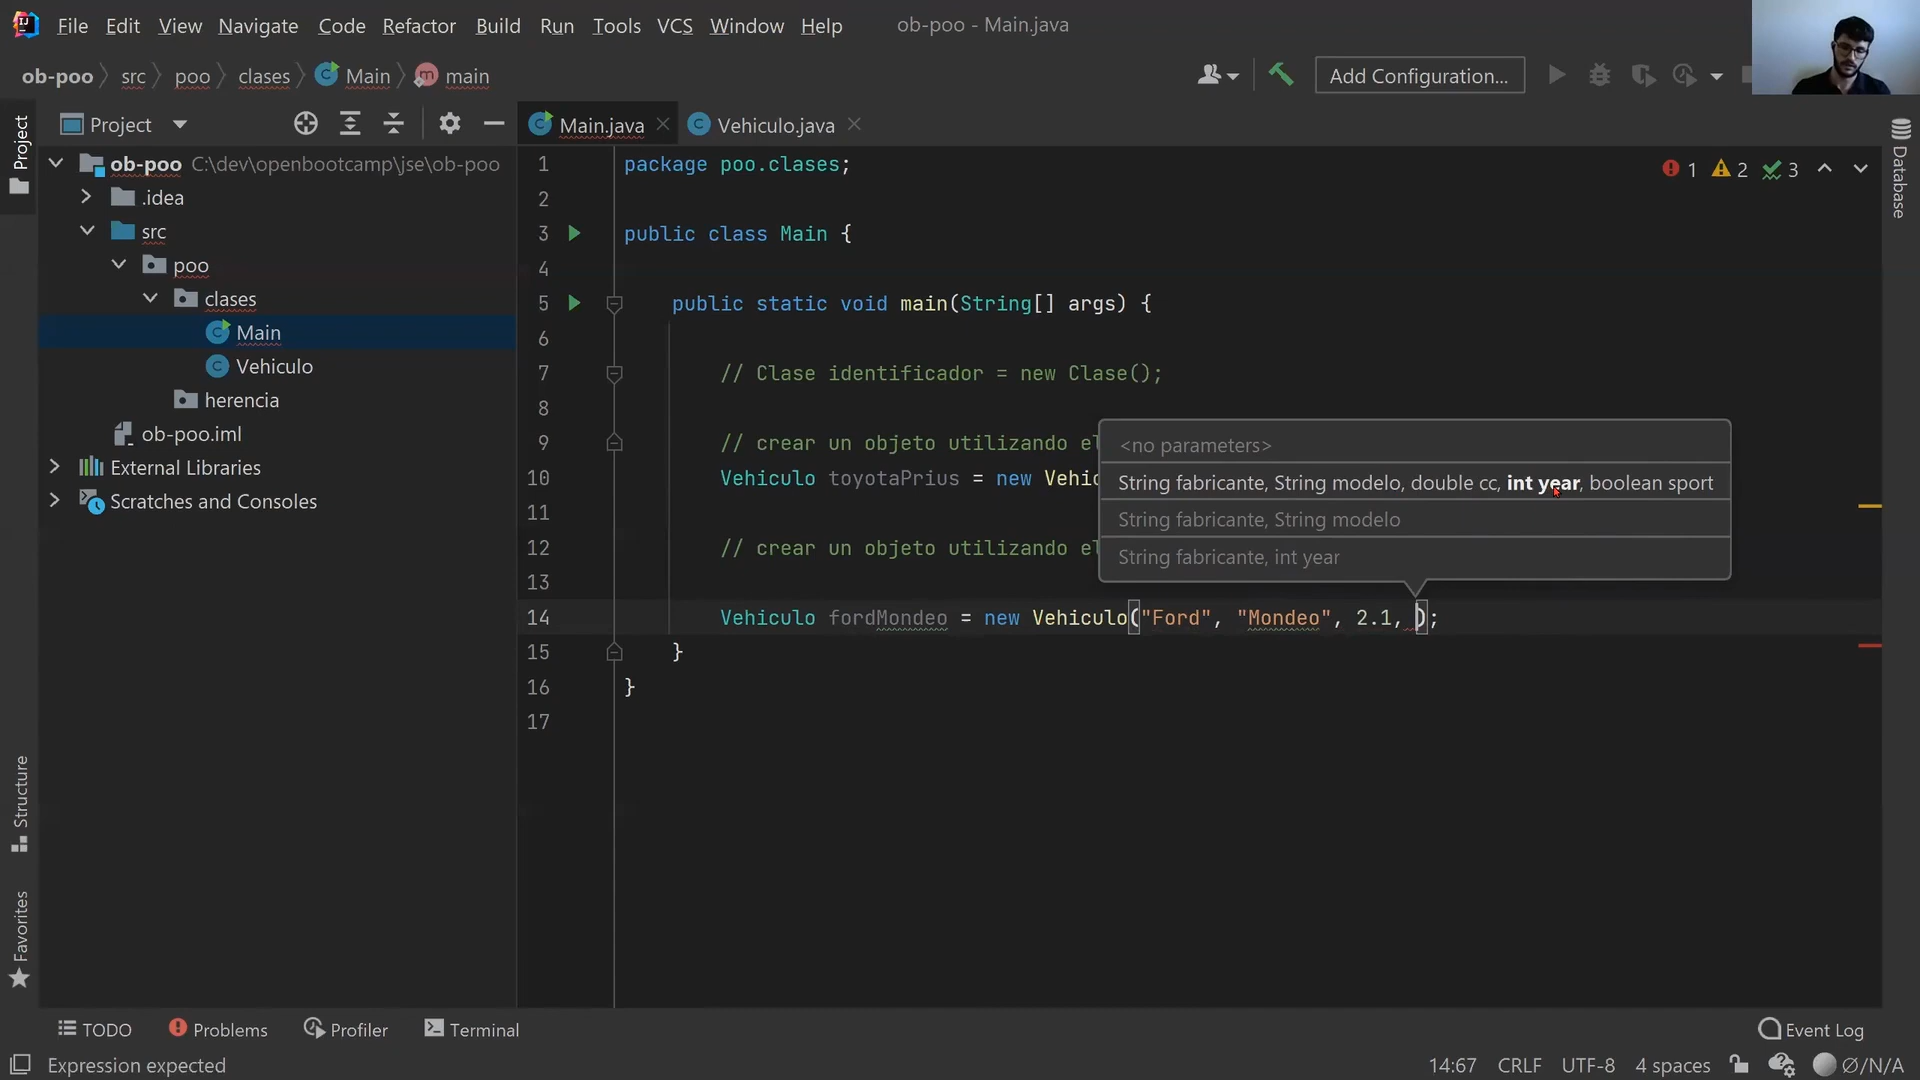 File Edit View Navigate Code Refactor Build Run Tools VCS Window Help ob-poo - Main.java
ob-poo src poo clases Main main Add Configuration...
Project Main.java Vehiculo.java
Project
Database
ob-poo C:\dev\openbootcamp\jse\ob-poo
.idea
src
poo
clases
Main
Vehiculo
herencia
ob-poo.iml
External Libraries
Scratches and Consoles
1 2 3
1 package poo.clases;
2
3 public class Main {
4
5 public static void main(String[] args) {
6
7 // Clase identificador = new Clase();
8
9 // crear un objeto utilizando el
10 Vehiculo toyotaPrius = new Vehic
11
12 // crear un objeto utilizando el
13
14 Vehiculo fordMondeo = new Vehiculo("Ford", "Mondeo", 2.1, );
15 }
16 }
17
<no parameters>
String fabricante, String modelo, double cc, int year, boolean sport
String fabricante, String modelo
String fabricante, int year
Structure
Favorites
TODO Problems Profiler Terminal Event Log
Expression expected 14:67 CRLF UTF-8 4 spaces Ø/N/A